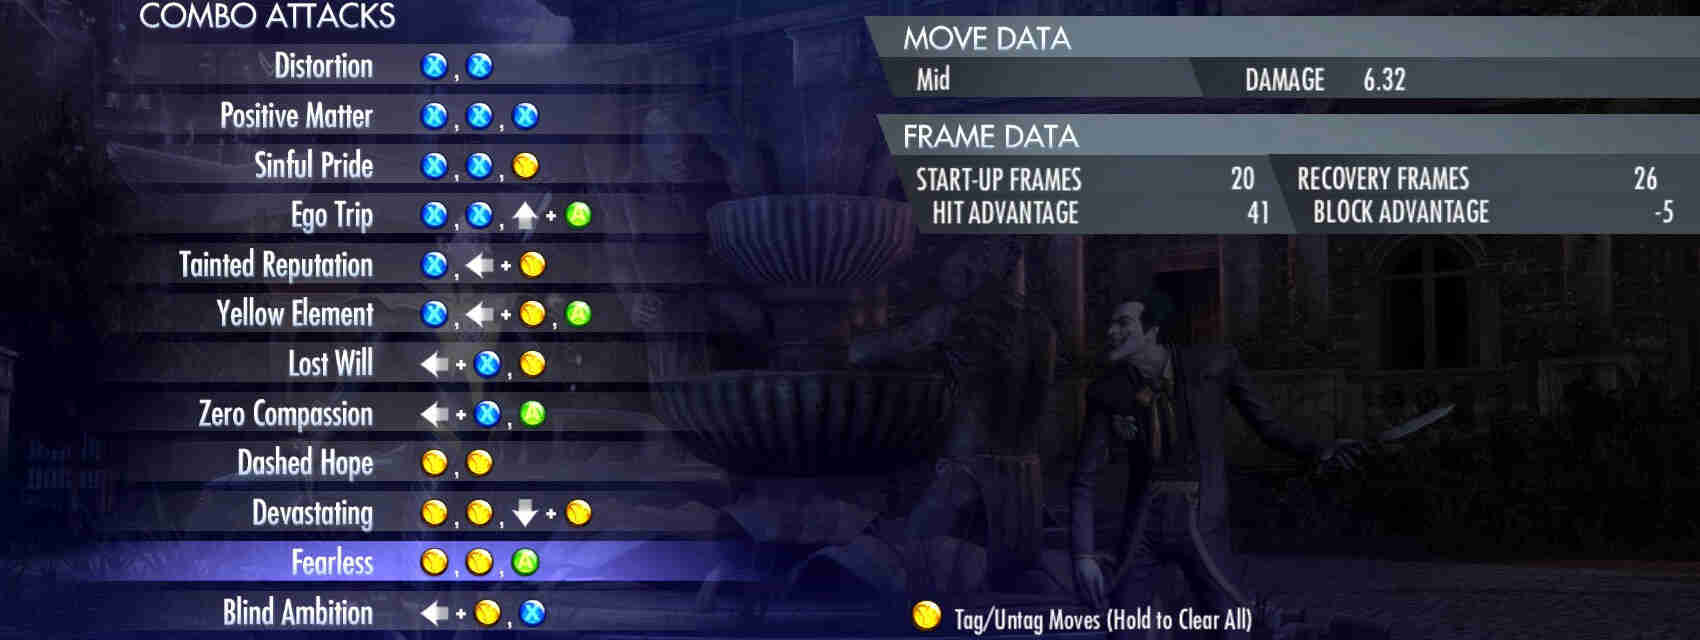 COMBO ATTACKS
Distortion X, X
Positive Matter X, X, X
Sinful Pride X, X, Y
Ego Trip X, X, ⬆ + A
Tainted Reputation X, ⬅ + Y
Yellow Element X, ⬅ + Y, A
Lost Will ⬅ + X, Y
Zero Compassion ⬅ + X, A
Dashed Hope Y, Y
Devastating Y, Y, ⬇ + Y
Fearless Y, Y, A
Blind Ambition ⬅ + Y, X
MOVE DATA
Mid DAMAGE 6.32
FRAME DATA
START-UP FRAMES 20 RECOVERY FRAMES 26
HIT ADVANTAGE 41 BLOCK ADVANTAGE -5
Y Tag/Untag Moves (Hold to Clear All)